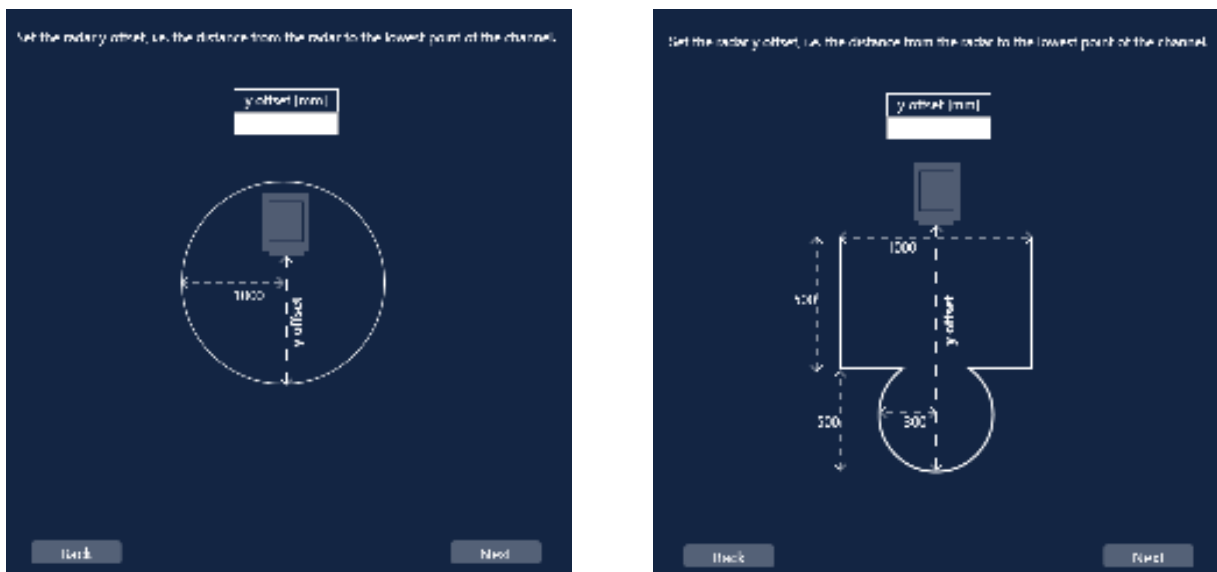 Set the radar y offset, i.e. the distance from the radar to the lowest point of the channel.
y offset [mm]
1000
y offset
Back
Next
Set the radar y offset, i.e. the distance from the radar to the lowest point of the channel.
y offset [mm]
1000
y offset
300
Back
Next